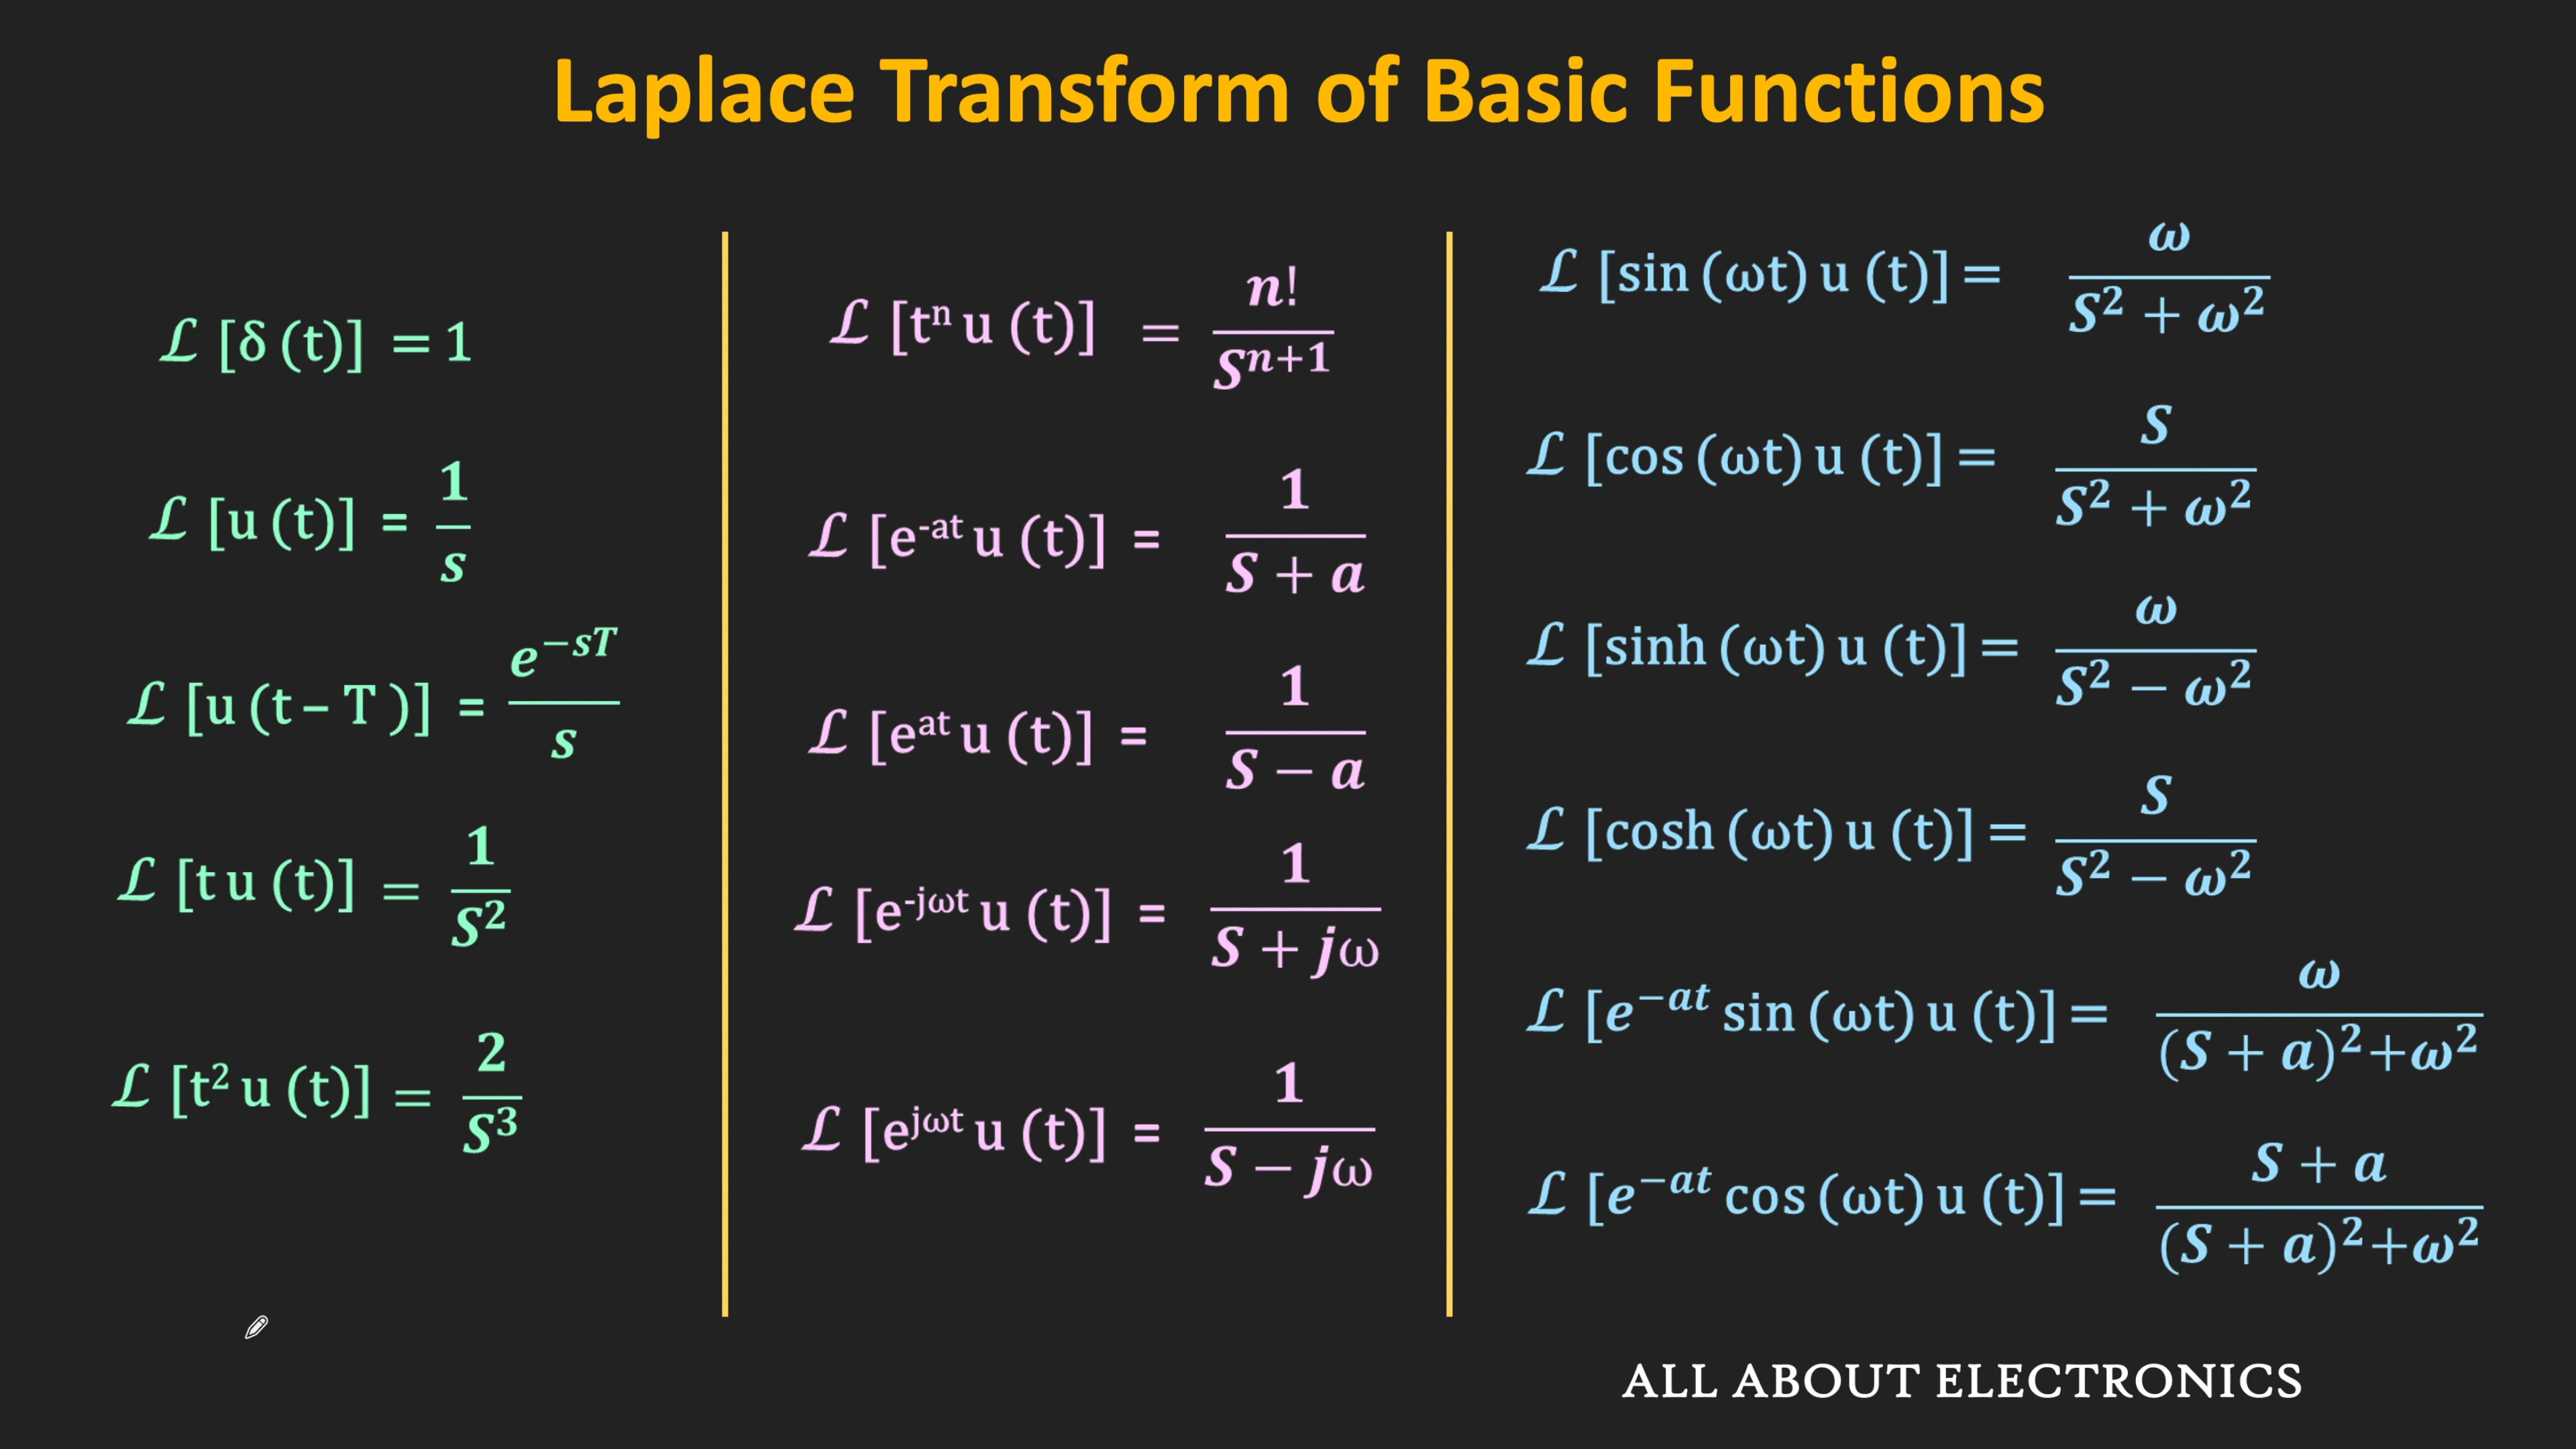 Laplace Transform of Basic Functions
ℒ [δ (t)] = 1
ℒ [u (t)] = 1/s
ℒ [u (t – T )] = e^(−sT)/s
ℒ [t u (t)] = 1/S²
ℒ [t² u (t)] = 2/S³
ℒ [tⁿ u (t)] = n!/S^(n+1)
ℒ [e^(-at) u (t)] = 1/(S + a)
ℒ [e^(at) u (t)] = 1/(S − a)
ℒ [e^(-jωt) u (t)] = 1/(S + jω)
ℒ [e^(jωt) u (t)] = 1/(S − jω)
ℒ [sin (ωt) u (t)] = ω/(S² + ω²)
ℒ [cos (ωt) u (t)] = S/(S² + ω²)
ℒ [sinh (ωt) u (t)] = ω/(S² − ω²)
ℒ [cosh (ωt) u (t)] = S/(S² − ω²)
ℒ [e^(−at) sin (ωt) u (t)] = ω/((S + a)²+ω²)
ℒ [e^(−at) cos (ωt) u (t)] = (S + a)/((S + a)²+ω²)
ALL ABOUT ELECTRONICS